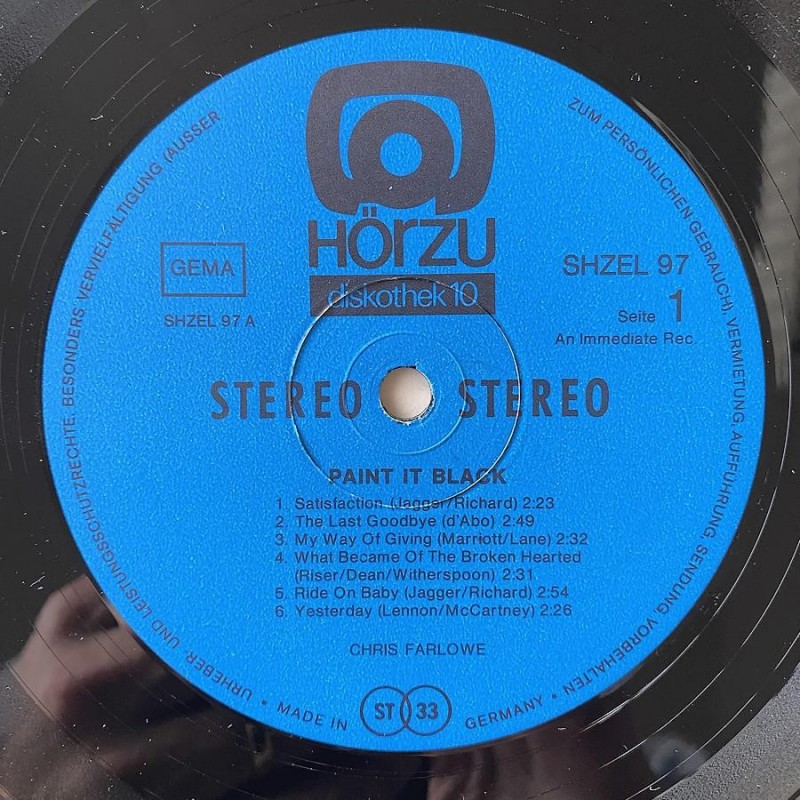 HÖRZU
diskothek 10
GEMA
SHZEL 97 A
SHZEL 97
Seite 1
An Immediate Rec.
STEREO STEREO
PAINT IT BLACK
1. Satisfaction (Jagger/Richard) 2:23
2. The Last Goodbye (d'Abo) 2:49
3. My Way Of Giving (Marriott/Lane) 2:32
4. What Became Of The Broken Hearted
(Riser/Dean/Witherspoon) 2:31
5. Ride On Baby (Jagger/Richard) 2:54
6. Yesterday (Lennon/McCartney) 2:26
CHRIS FARLOWE
URHEBER- UND LEISTUNGSSCHUTZRECHTE, BESONDERS VERVIELFÄLTIGUNG (AUSSER
ZUM PERSÖNLICHEN GEBRAUCH), VERMIETUNG, AUFFÜHRUNG, SENDUNG, VORBEHALTEN
• MADE IN ST 33 GERMANY •